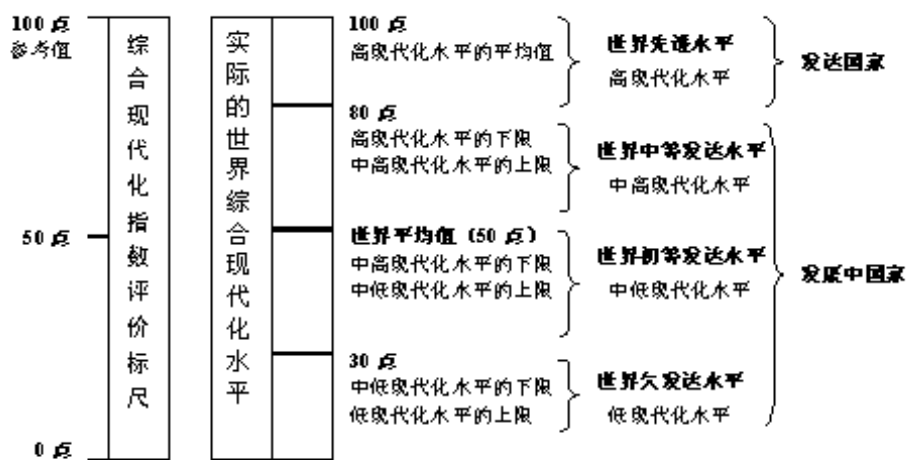 100 点
参考值
50 点
0 点
综合现代化指数评价标尺
实际的世界综合现代化水平
100 点
高现代化水平的平均值
80 点
高现代化水平的下限
中高现代化水平的上限
世界平均值（50 点）
中高现代化水平的下限
中低现代化水平的上限
30 点
中低现代化水平的下限
低现代化水平的上限
世界先进水平
高现代化水平
世界中等发达水平
中高现代化水平
世界初等发达水平
中低现代化水平
世界欠发达水平
低现代化水平
发达国家
发展中国家